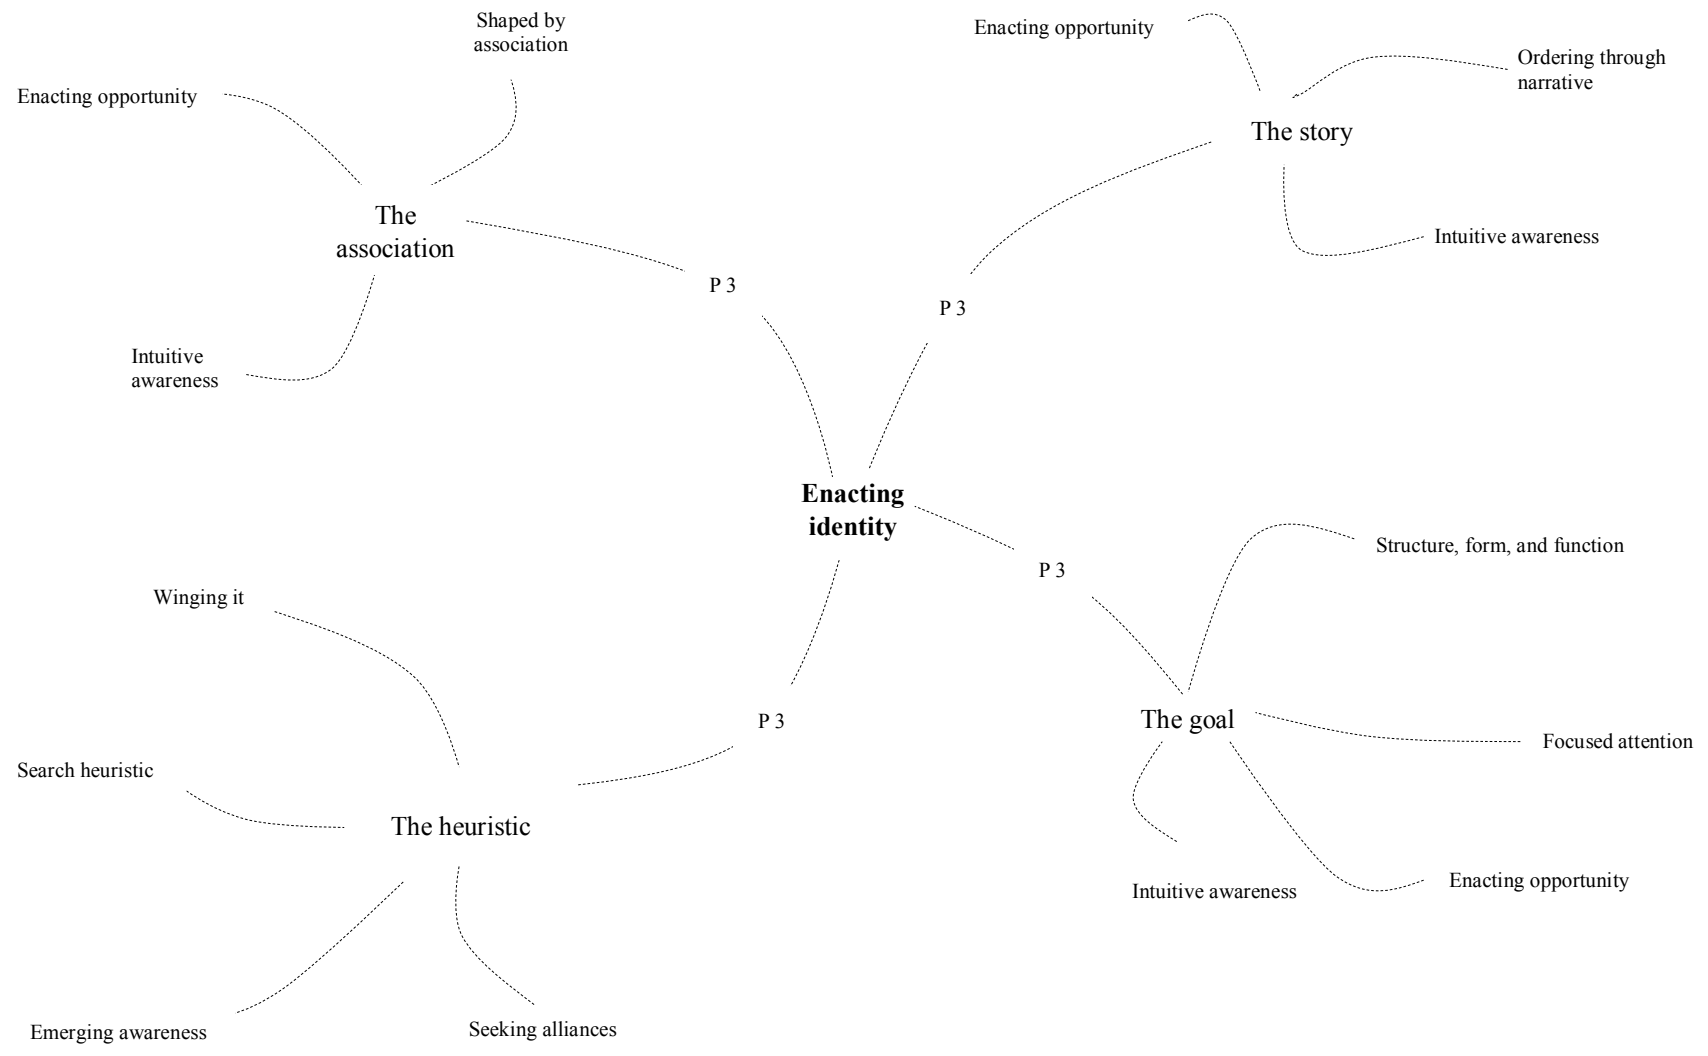 Shaped by
association
Enacting opportunity
The
association
Intuitive
awareness
P 3
Enacting opportunity
Ordering through
narrative
The story
Intuitive awareness
P 3
Enacting
identity
P 3
Structure, form, and function
The goal
Focused attention
Intuitive awareness
Enacting opportunity
P 3
Winging it
Search heuristic
The heuristic
Emerging awareness
Seeking alliances